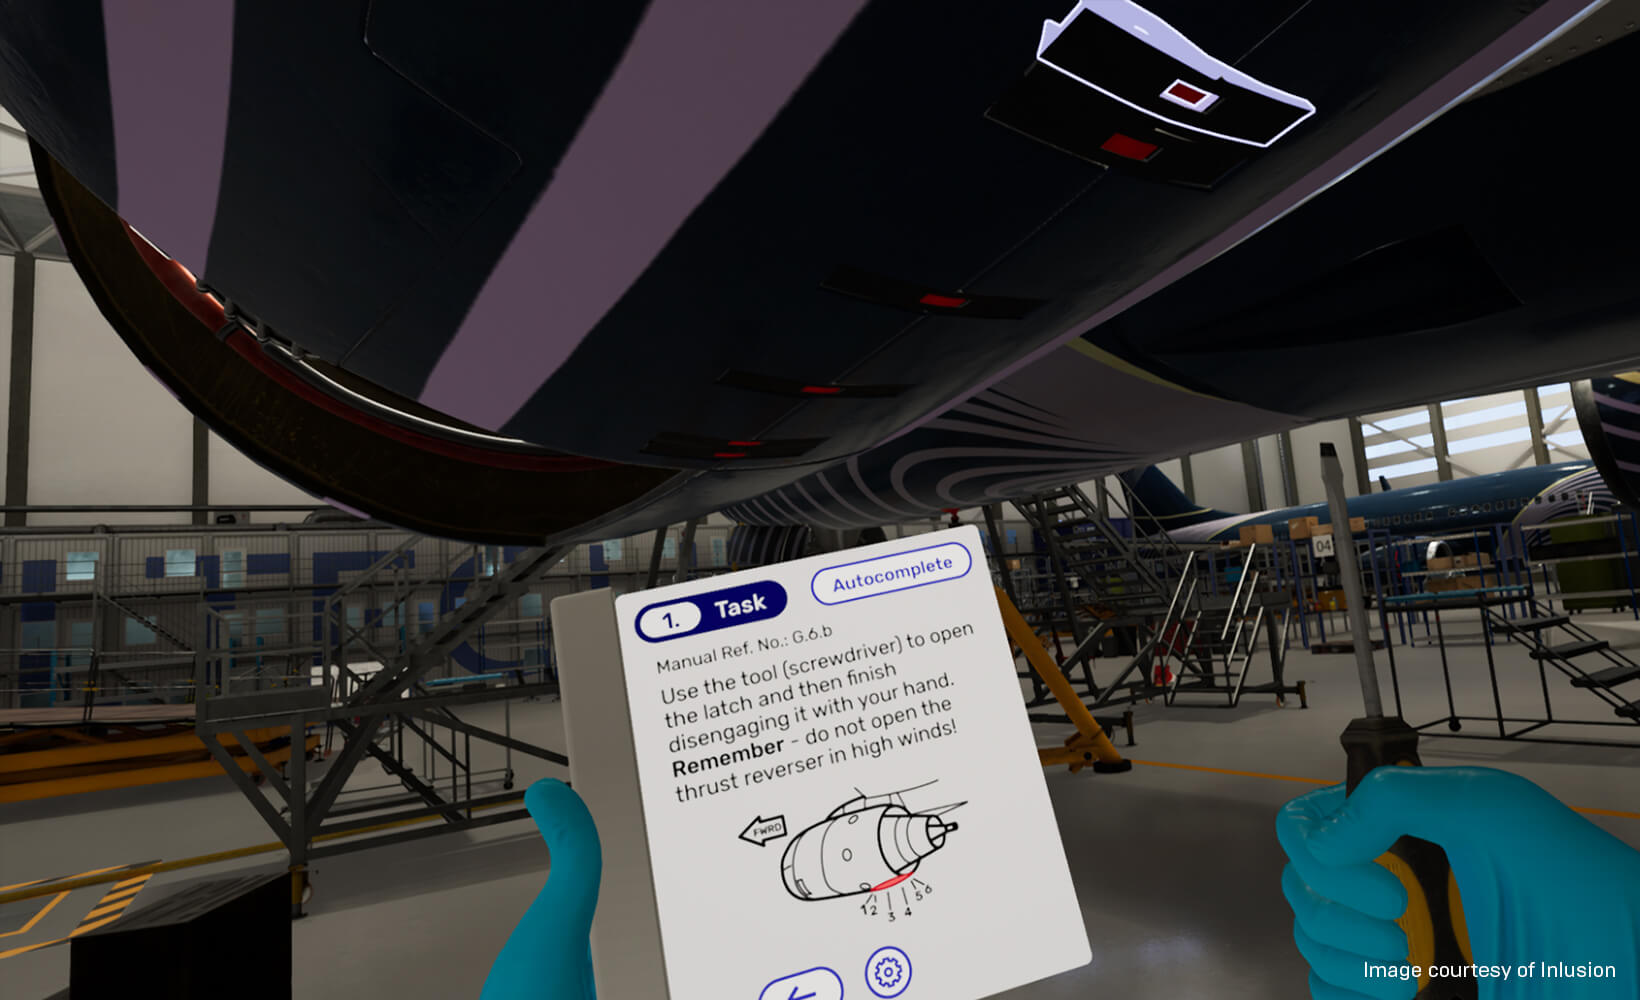 1. Task
Autocomplete
Manual Ref. No.: G.6.b
Use the tool (screwdriver) to open
the latch and then finish
disengaging it with your hand.
Remember - do not open the
thrust reverser in high winds!
FWRD
1 2 3 4 5 6
04
Image courtesy of Inlusion